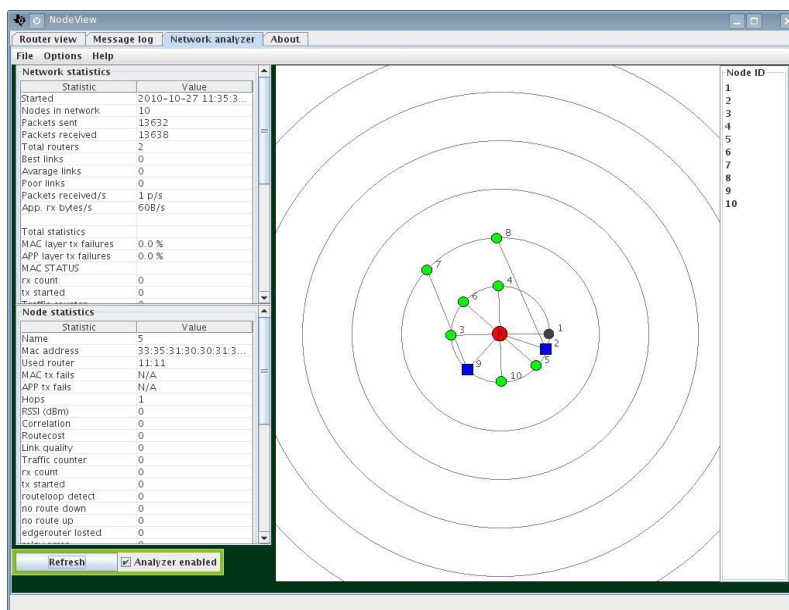 NodeView
Router view Message log Network analyzer About
File Options Help
Network statistics
Statistic Value
Started 2010-10-27 11:35:3...
Nodes in network 10
Packets sent 13632
Packets received 13638
Total routers 2
Best links 0
Avarage links 0
Poor links 0
Packets received/s 1 p/s
App. rx bytes/s 60B/s
Total statistics
MAC layer tx failures 0.0 %
APP layer tx failures 0.0 %
MAC STATUS
rx count 0
tx started 0
Traffic counter 0
Node statistics
Statistic Value
Name 5
Mac address 33:35:31:30:30:31:3...
Used router 11:11
MAC tx fails N/A
APP tx fails N/A
Hops 1
RSSI (dBm) 0
Correlation 0
Routecost 0
Link quality 0
Traffic counter 0
rx count 0
tx started 0
routeloop detect 0
no route down 0
no route up 0
edgerouter losted 0
Refresh Analyzer enabled
8
7
4
6
3
R
1
2
5
9
10
Node ID
1
2
3
4
5
6
7
8
9
10